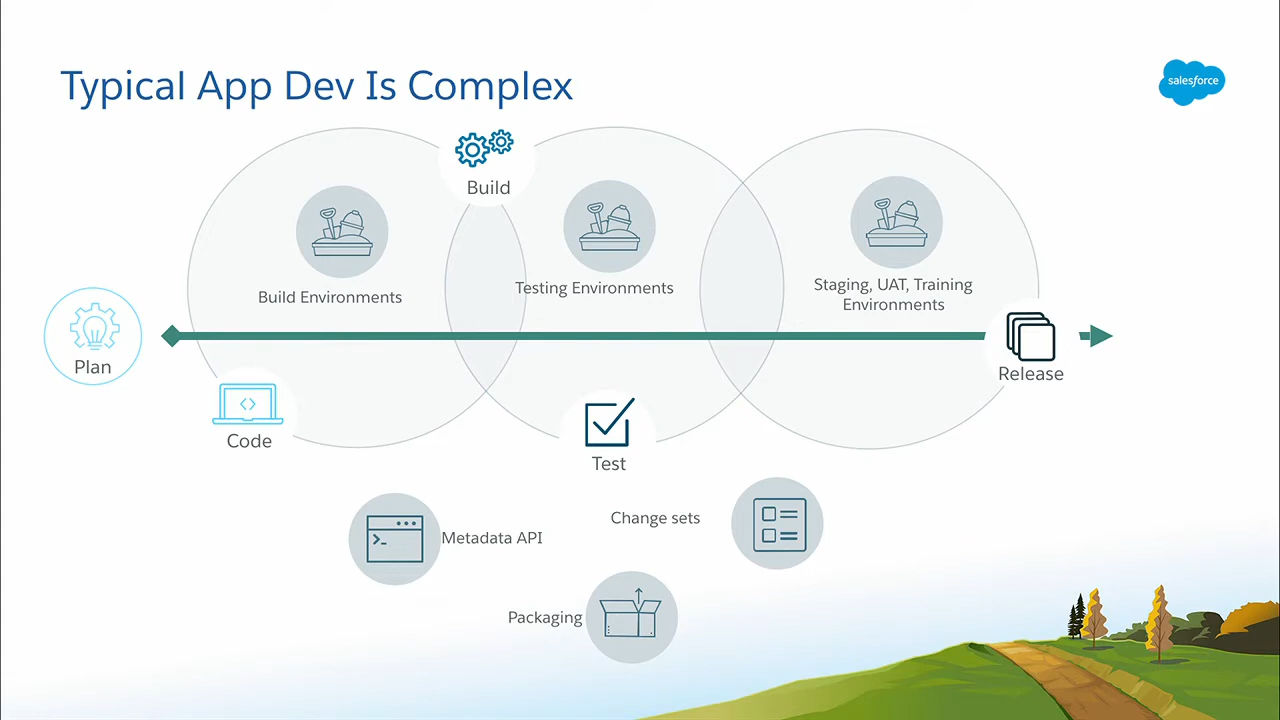 Typical App Dev Is Complex
salesforce
Build
Build Environments
Testing Environments
Staging, UAT, Training
Environments
Plan
Release
Code
Test
Metadata API
Change sets
Packaging